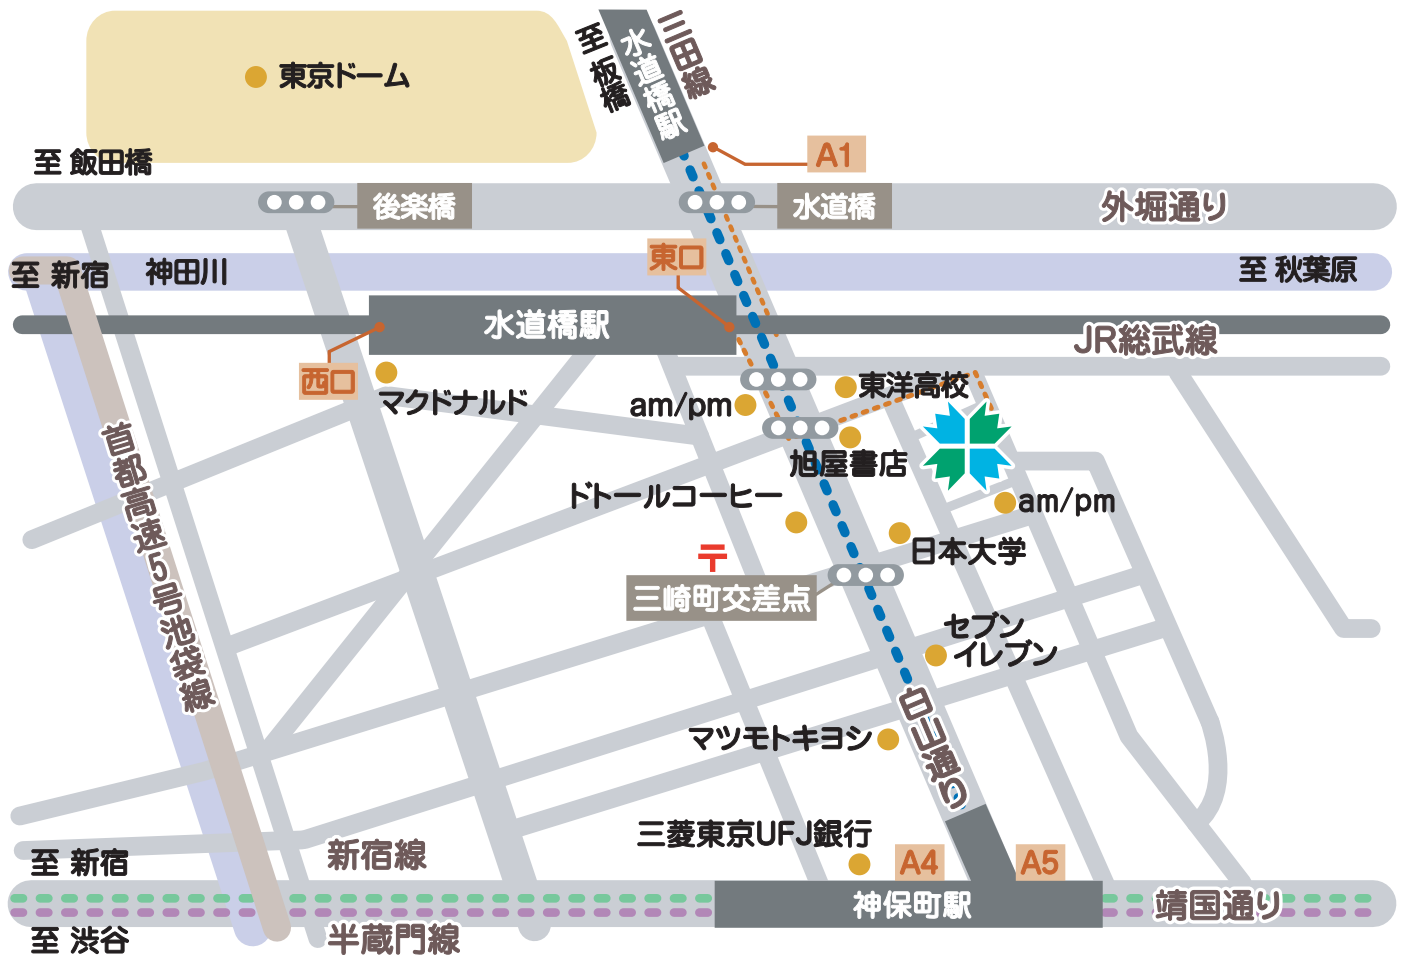 至 板橋
水道橋駅
三田線
東京ドーム
A1
至 飯田橋
後楽橋
水道橋
外堀通り
東口
至 新宿
神田川
至 秋葉原
水道橋駅
JR総武線
西口
マクドナルド
am/pm
東洋高校
旭屋書店
首都高速5号池袋線
ドトールコーヒー
am/pm
日本大学
〒
三崎町交差点
セブン
イレブン
白山通り
マツモトキヨシ
三菱東京UFJ銀行
A4
A5
至 新宿
新宿線
神保町駅
靖国通り
至 渋谷
半蔵門線